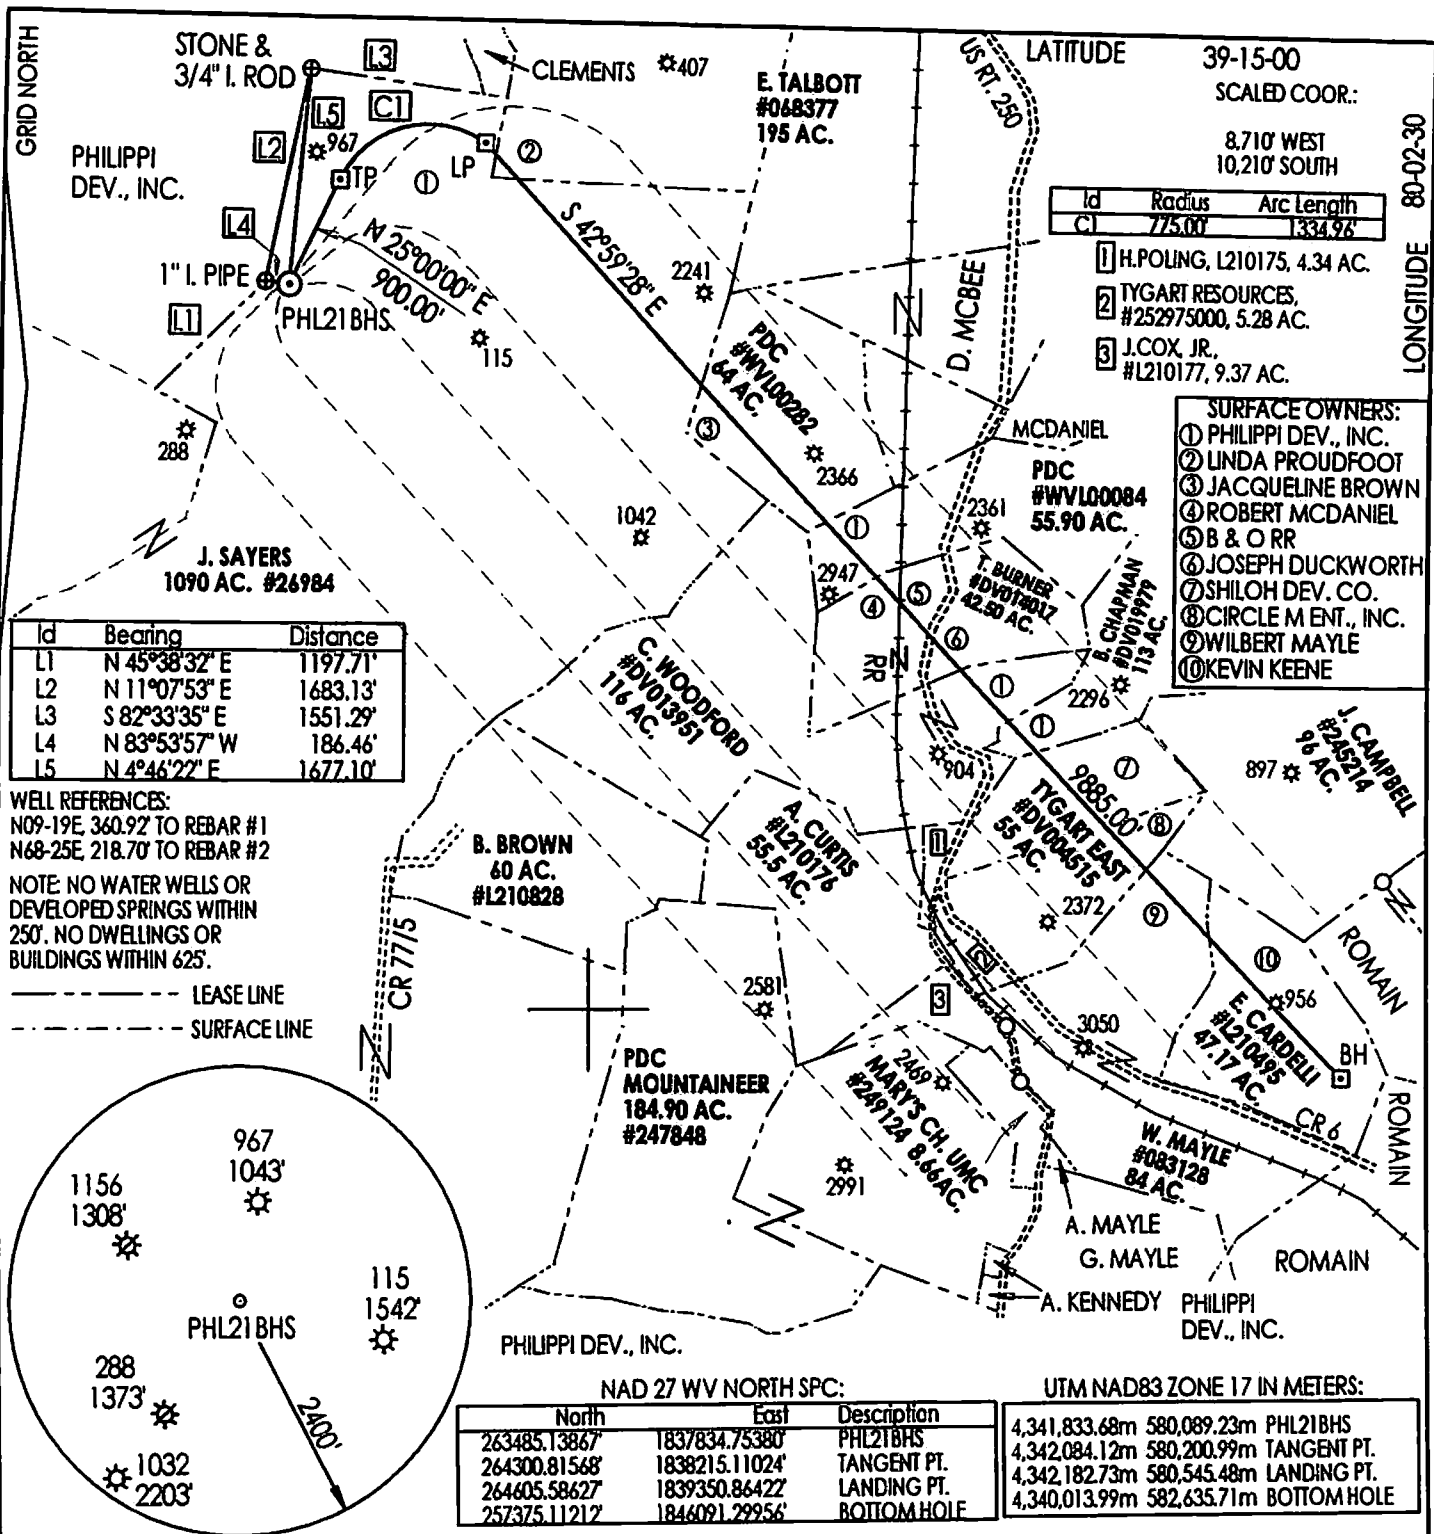 GRID NORTH
STONE &
3/4" I. ROD
L3
CLEMENTS
407
E. TALBOTT
#068377
195 AC.
US RT. 250
LATITUDE 39-15-00
SCALED COOR.:
8,710' WEST
10,210' SOUTH
LONGITUDE 80-02-30
Id Radius Arc Length
C1 775.00' 1334.96'
1 H.POLING, L210175, 4.34 AC.
2 TYGART RESOURCES,
#252975000, 5.28 AC.
3 J.COX, JR.,
#L210177, 9.37 AC.
SURFACE OWNERS:
① PHILIPPI DEV., INC.
② LINDA PROUDFOOT
③ JACQUELINE BROWN
④ ROBERT MCDANIEL
⑤ B & O RR
⑥ JOSEPH DUCKWORTH
⑦ SHILOH DEV. CO.
⑧ CIRCLE M ENT., INC.
⑨ WILBERT MAYLE
⑩ KEVIN KEENE
PHILIPPI
DEV., INC.
L2
L5
967
C1
TP
LP
①
②
L4
1" I. PIPE
L1
PHL21BHS
N 25°00'00" E
900.00'
115
S 42°59'28" E
2241
PDC
#WVL00282
64 AC.
D. MCBEE
288
③
2366
MCDANIEL
PDC
#WVL00084
55.90 AC.
2361
1042
①
J. SAYERS
1090 AC. #26984
2947
④
⑤
T. BURNER
#DV014017
42.50 AC.
B. CHAPMAN
#DV019979
113 AC.
⑥
RR
①
2296
①
J. CAMPBELL
#245214
96 AC.
897
904
⑦
9885.00'
⑧
Id Bearing Distance
L1 N 45°38'32" E 1197.71'
L2 N 11°07'53" E 1683.13'
L3 S 82°33'35" E 1551.29'
L4 N 83°53'57" W 186.46'
L5 N 4°46'22" E 1677.10'
C. WOODFORD
#DV013951
116 AC.
WELL REFERENCES:
N09-19E, 360.92' TO REBAR #1
N68-25E, 218.70' TO REBAR #2
NOTE: NO WATER WELLS OR
DEVELOPED SPRINGS WITHIN
250'. NO DWELLINGS OR
BUILDINGS WITHIN 625'.
LEASE LINE
SURFACE LINE
B. BROWN
60 AC.
#L210828
A. CURTIS
#L210176
55.5 AC.
TYGART EAST
#DV004515
55 AC.
1
2372
⑨
2
⑩
ROMAIN
CR 77/5
2581
3
3050
956
E. CARDELLI
#L210495
47.17 AC.
BH
PDC
MOUNTAINEER
184.90 AC.
#247848
2469
MARY'S CH. UMC
#249124 8.66AC.
W. MAYLE
#083128
84 AC.
CR 6
ROMAIN
2991
A. MAYLE
G. MAYLE
ROMAIN
A. KENNEDY
PHILIPPI
DEV., INC.
PHILIPPI DEV., INC.
967
1043'
1156
1308'
115
1542'
PHL21BHS
288
1373'
2400'
1032
2203'
NAD 27 WV NORTH SPC:
North East Description
263485.13867' 1837834.75380' PHL21BHS
264300.81568' 1838215.11024' TANGENT PT.
264605.58627' 1839350.86422' LANDING PT.
257375.11212' 1846091.29956' BOTTOM HOLE
UTM NAD83 ZONE 17 IN METERS:
4,341,833.68m 580,089.23m PHL21BHS
4,342,084.12m 580,200.99m TANGENT PT.
4,342,182.73m 580,545.48m LANDING PT.
4,340,013.99m 582,635.71m BOTTOM HOLE